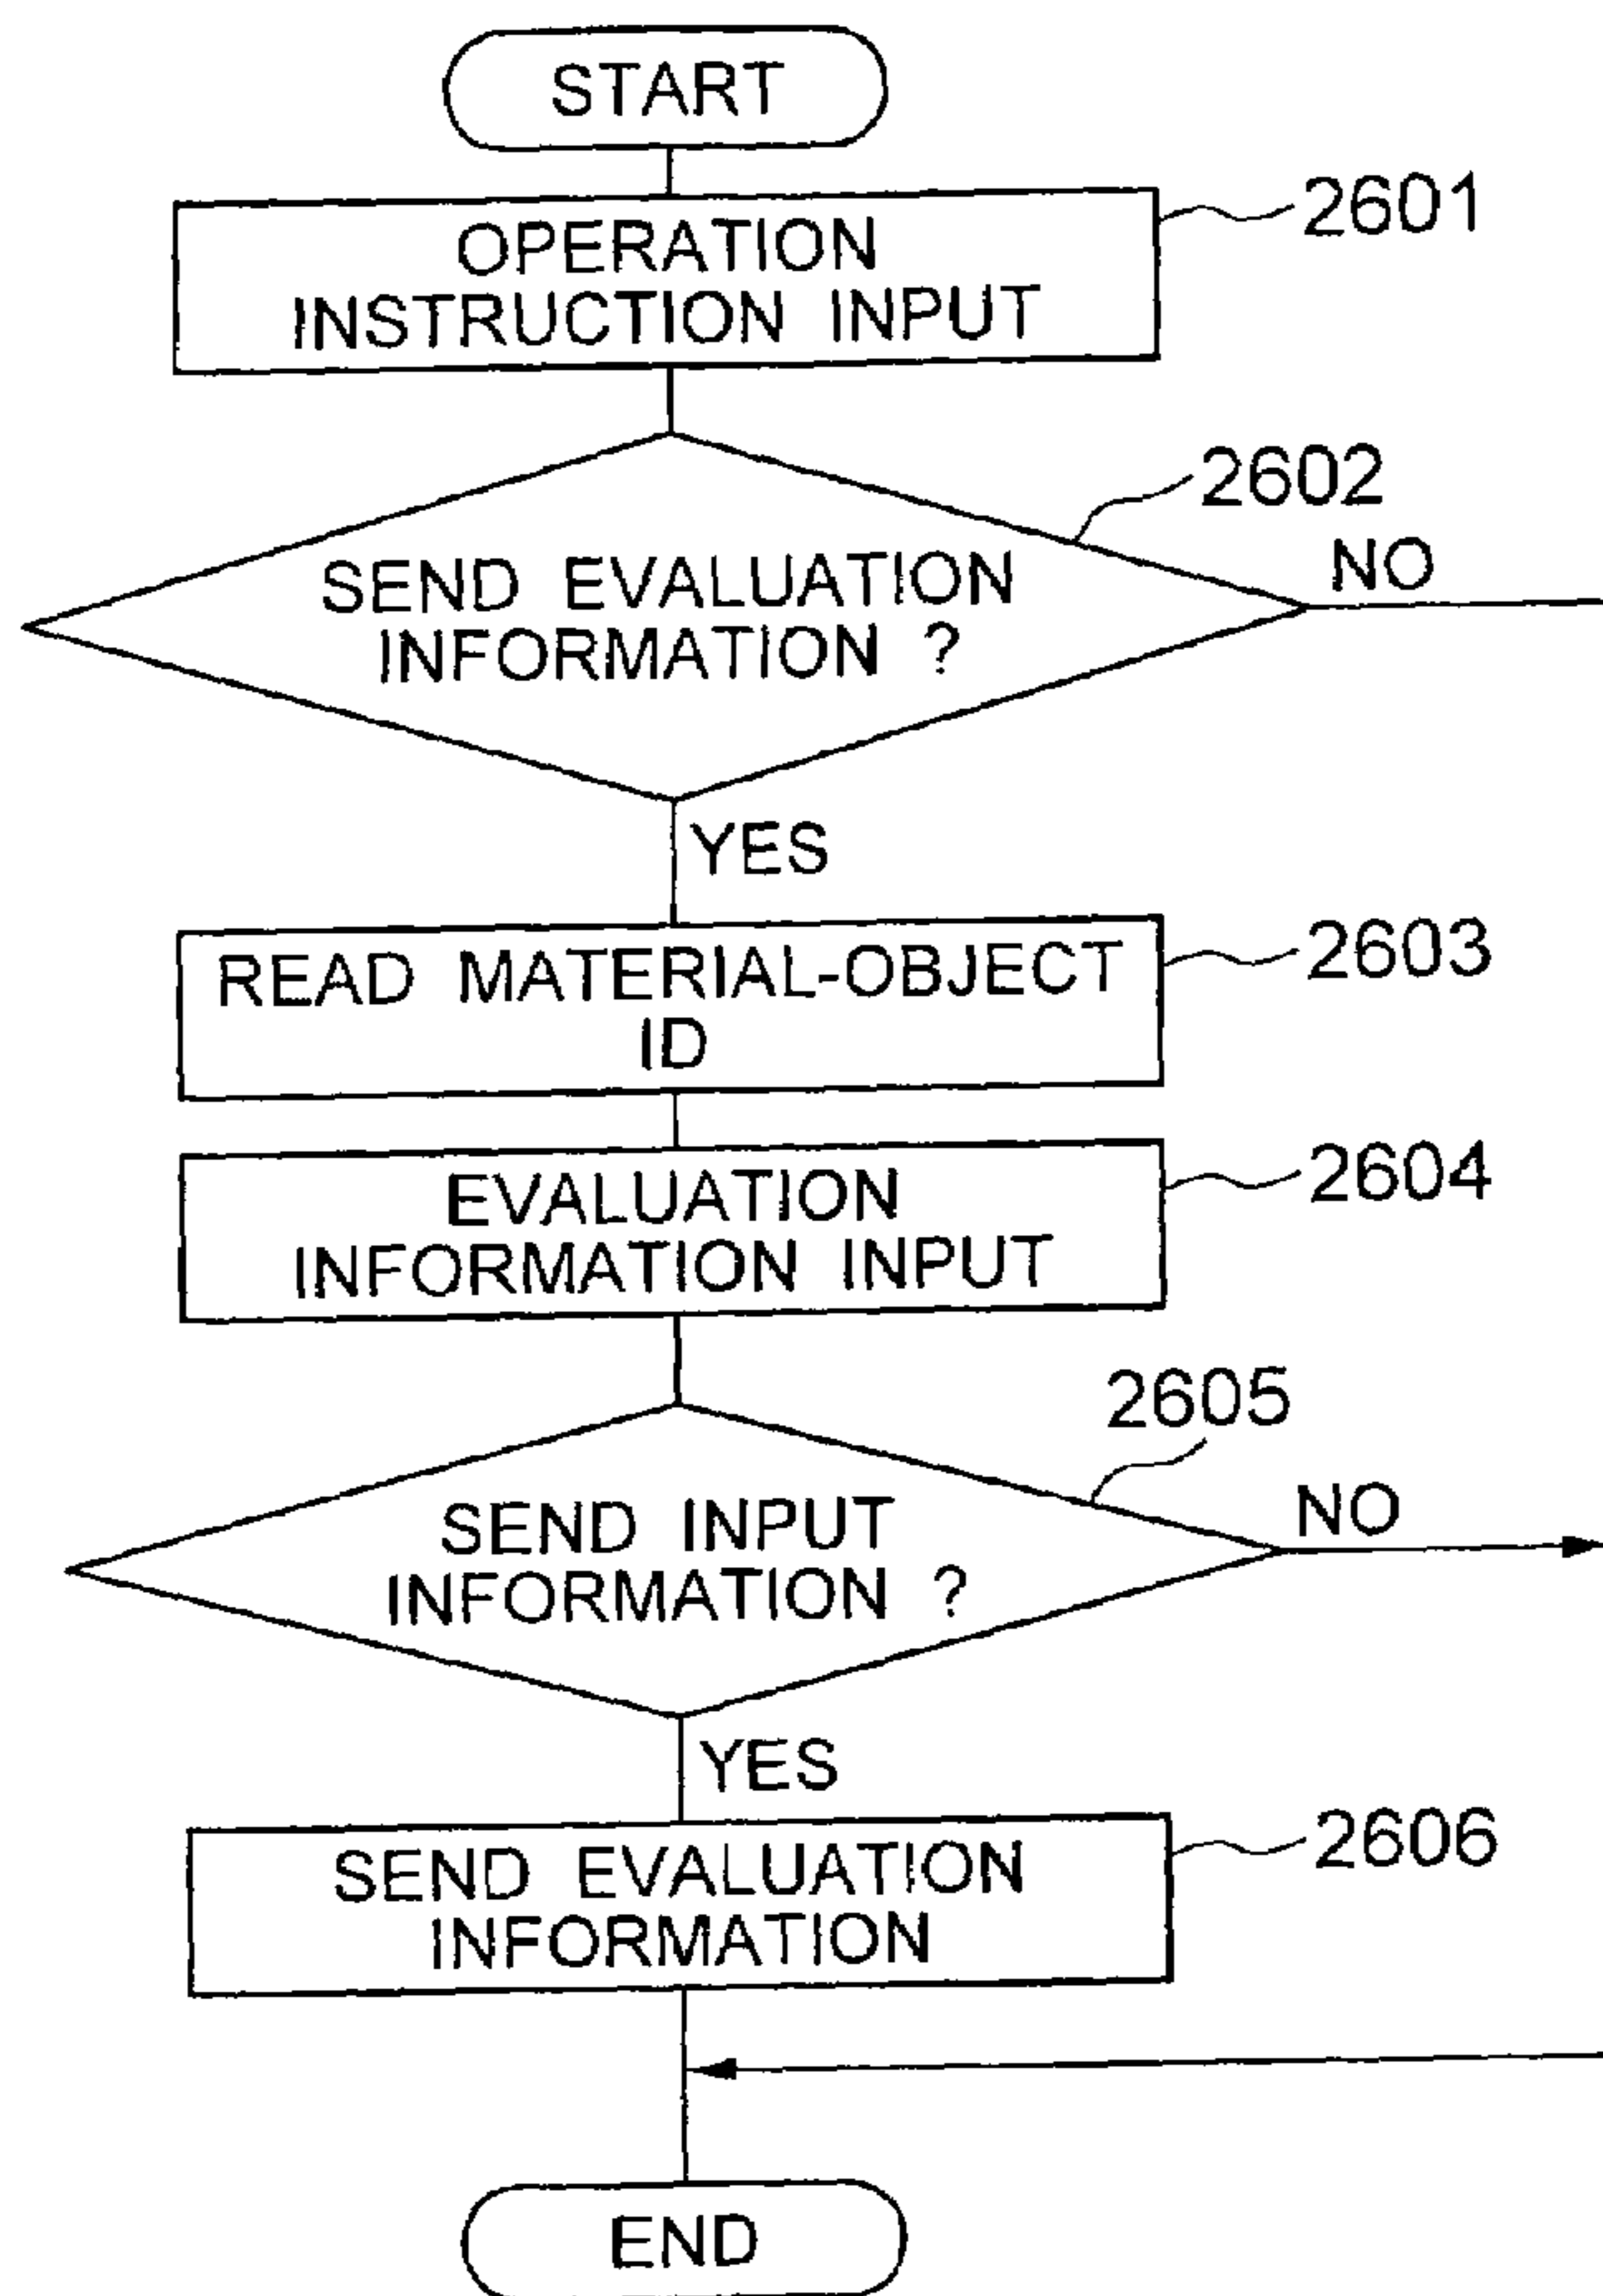 START
OPERATION
INSTRUCTION INPUT
2601
2602
SEND EVALUATION
INFORMATION ?
NO
YES
READ MATERIAL-OBJECT
ID
2603
EVALUATION
INFORMATION INPUT
2604
2605
SEND INPUT
INFORMATION ?
NO
YES
SEND EVALUATION
INFORMATION
2606
END